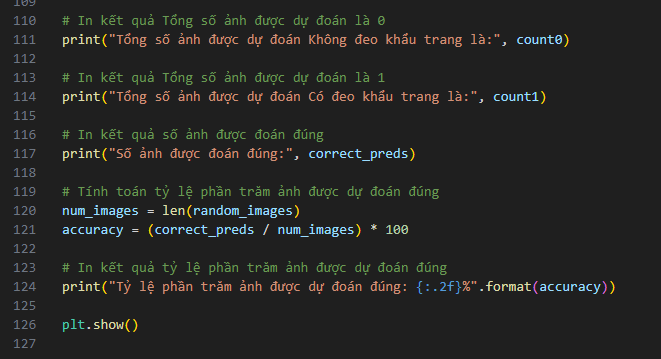 109
110 # In kết quả Tổng số ảnh được dự đoán là 0
111 print("Tổng số ảnh được dự đoán Không đeo khẩu trang là:", count0)
112
113 # In kết quả Tổng số ảnh được dự đoán là 1
114 print("Tổng số ảnh được dự đoán Có đeo khẩu trang là:", count1)
115
116 # In kết quả số ảnh được đoán đúng
117 print("Số ảnh được đoán đúng:", correct_preds)
118
119 # Tính toán tỷ lệ phần trăm ảnh được dự đoán đúng
120 num_images = len(random_images)
121 accuracy = (correct_preds / num_images) * 100
122
123 # In kết quả tỷ lệ phần trăm ảnh được dự đoán đúng
124 print("Tỷ lệ phần trăm ảnh được dự đoán đúng: {:.2f}%".format(accuracy))
125
126 plt.show()
127